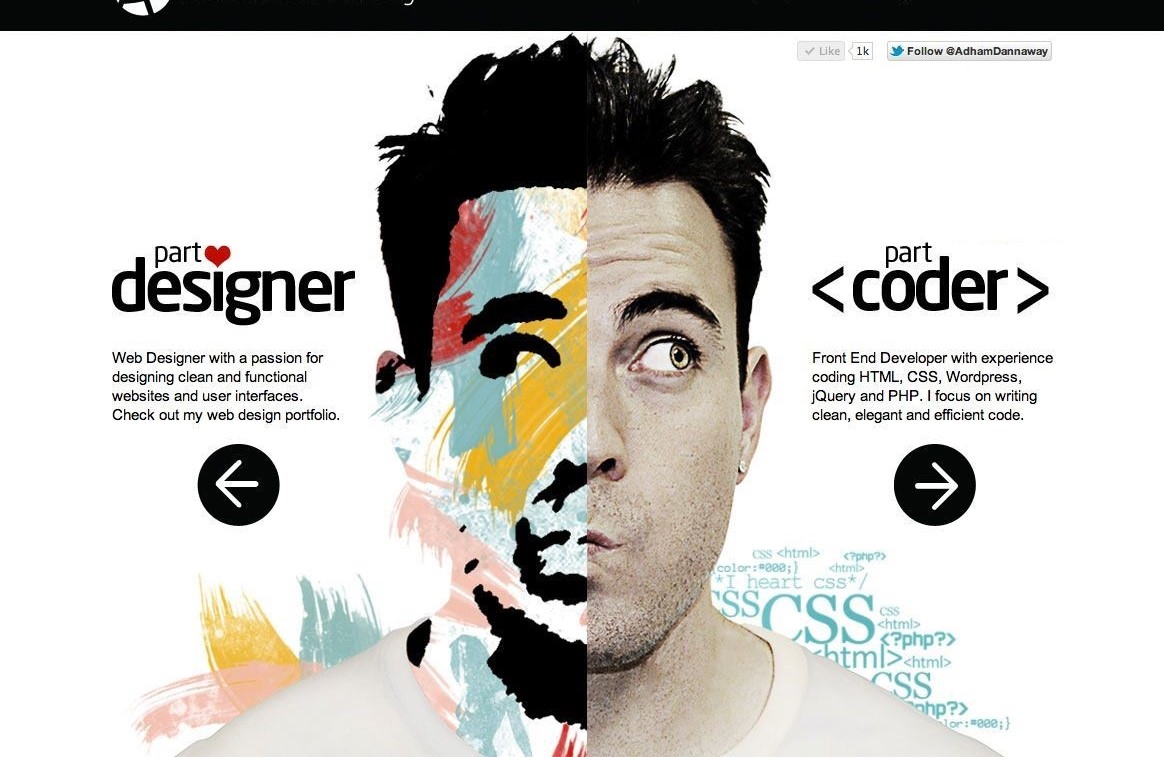 Like
1k
Follow @AdhamDannaway
part
designer
Web Designer with a passion for
designing clean and functional
websites and user interfaces.
Check out my web design portfolio.
part
<coder>
Front End Developer with experience
coding HTML, CSS, Wordpress,
jQuery and PHP. I focus on writing
clean, elegant and efficient code.
css <html> <?php?>
color:#000;} <html>
*I heart css*/
CSS CSS css
<html>
<?php?>
<html> <html>
CSS
php?>
lor:#000;}